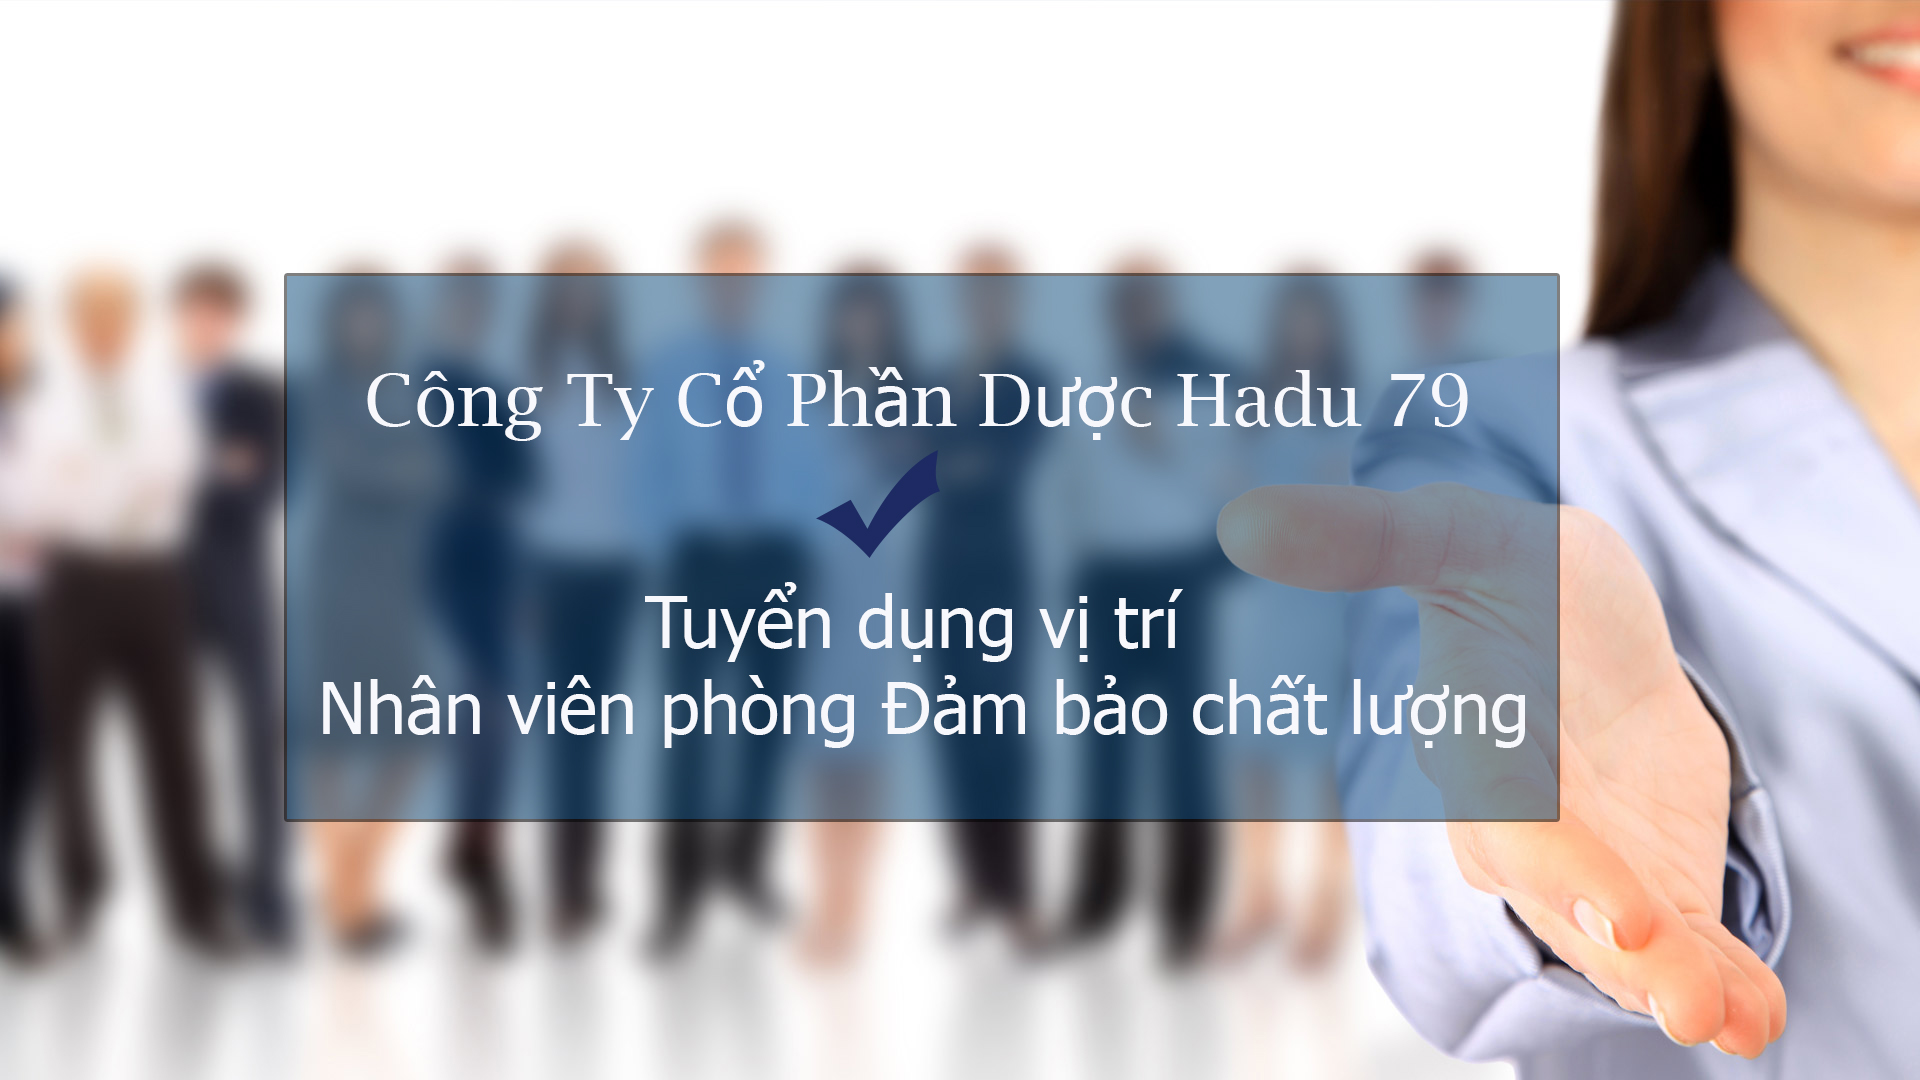 Công Ty Cổ Phần Dược Hadu 79
Tuyển dụng vị trí
Nhân viên phòng Đảm bảo chất lượng